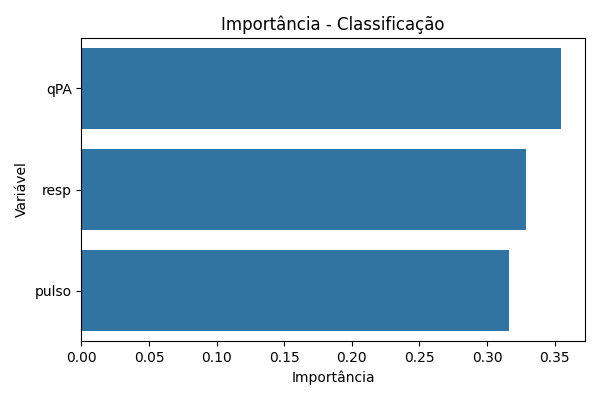 Importância - Classificação
Variável
qPA
resp
pulso
0.00 0.05 0.10 0.15 0.20 0.25 0.30 0.35
Importância